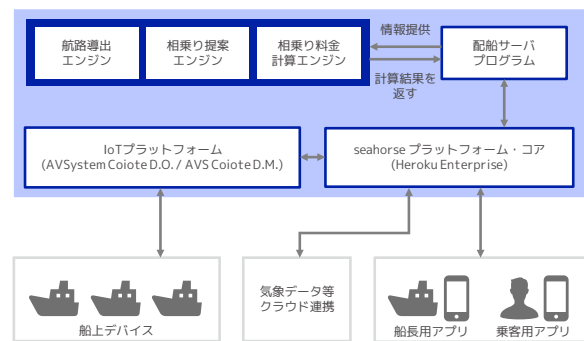 航路導出
エンジン
相乗り提案
エンジン
相乗り料金
計算エンジン
情報提供
計算結果を
返す
配船サーバ
プログラム
IoTプラットフォーム
(AVSystem Coiote D.O. / AVS Coiote D.M.)
seahorse プラットフォーム・コア
(Heroku Enterprise)
船上デバイス
気象データ等
クラウド連携
船長用アプリ
乗客用アプリ